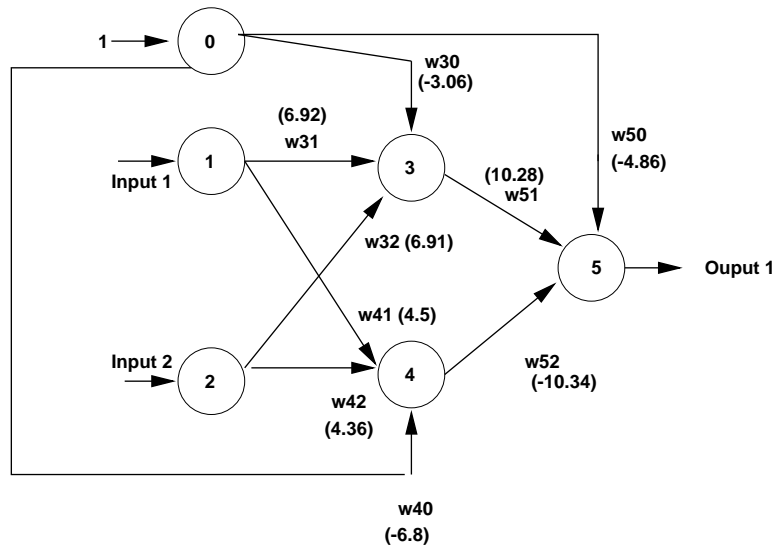 1
0
w30
(-3.06)
(6.92)
w31
w50
(-4.86)
1
3
Input 1
(10.28)
w51
w32 (6.91)
5
Ouput 1
w41 (4.5)
Input 2
2
4
w52
(-10.34)
w42
(4.36)
w40
(-6.8)